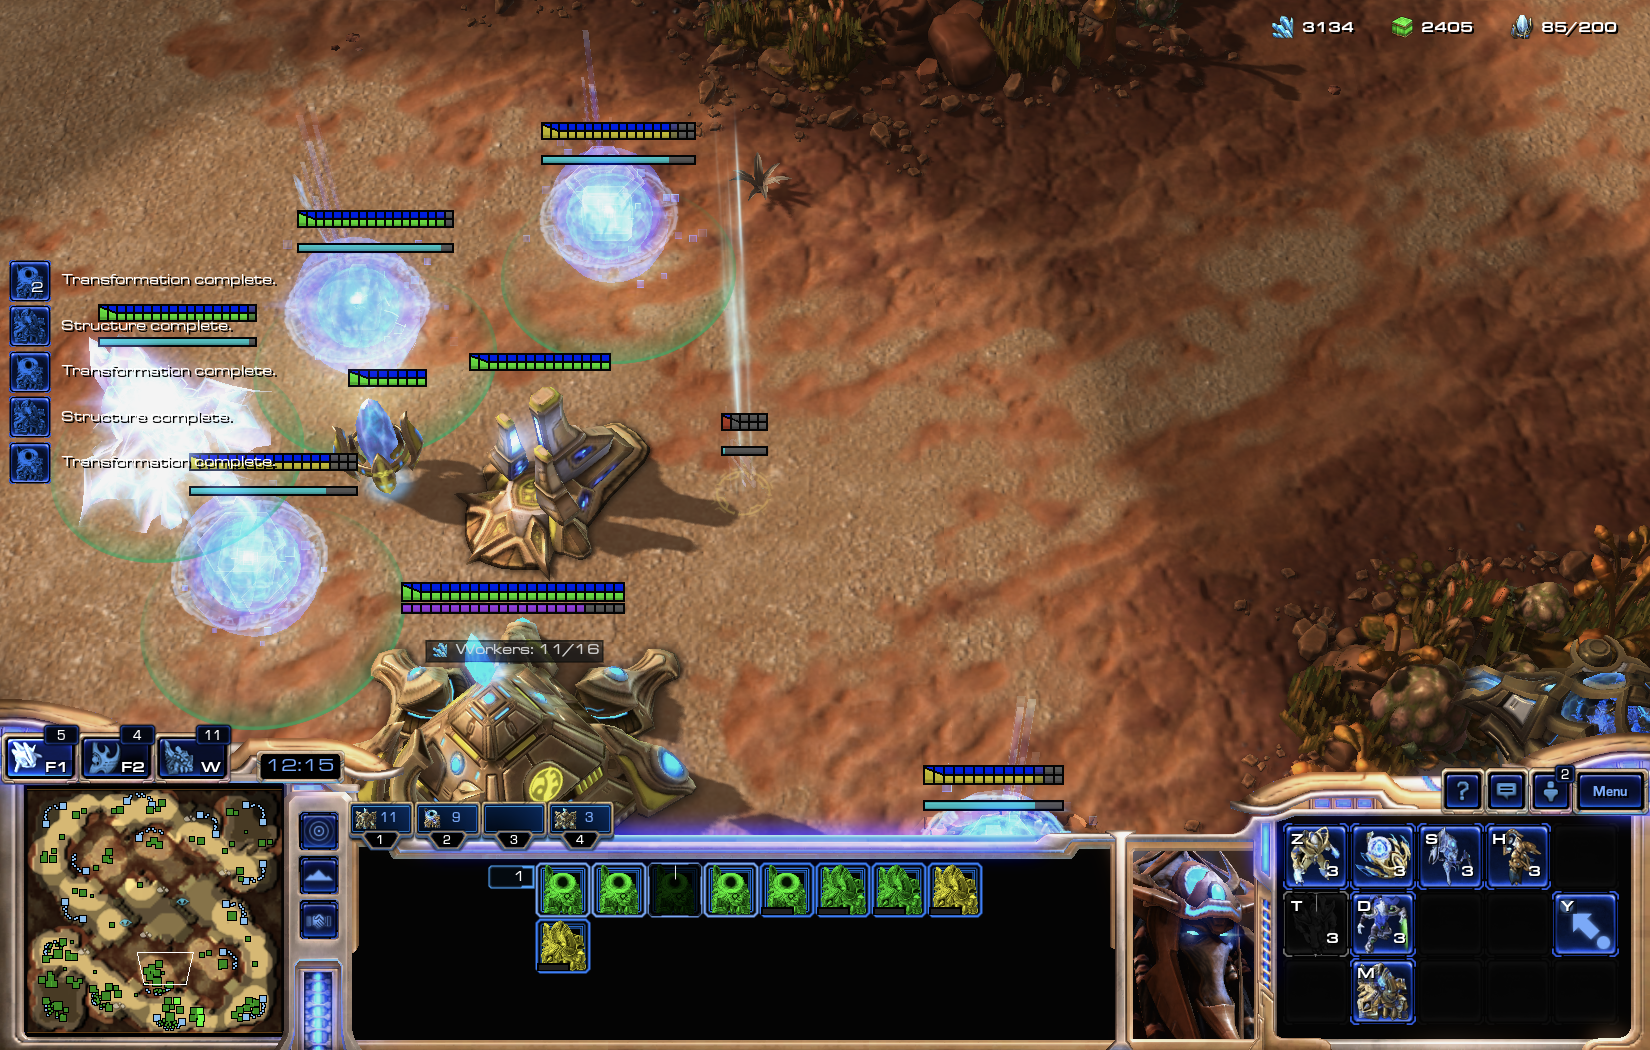 3134 2405 85/200
2 Transformation complete.
Structure complete.
Transformation complete.
Structure complete.
Transformation complete.
Workers: 11/16
5 4 11
F1 F2 W
12:15
2
? Menu
11 9 3
1 2 3 4
1
Z 3 3 S 3 H 3
T 3 D 3 Y
M